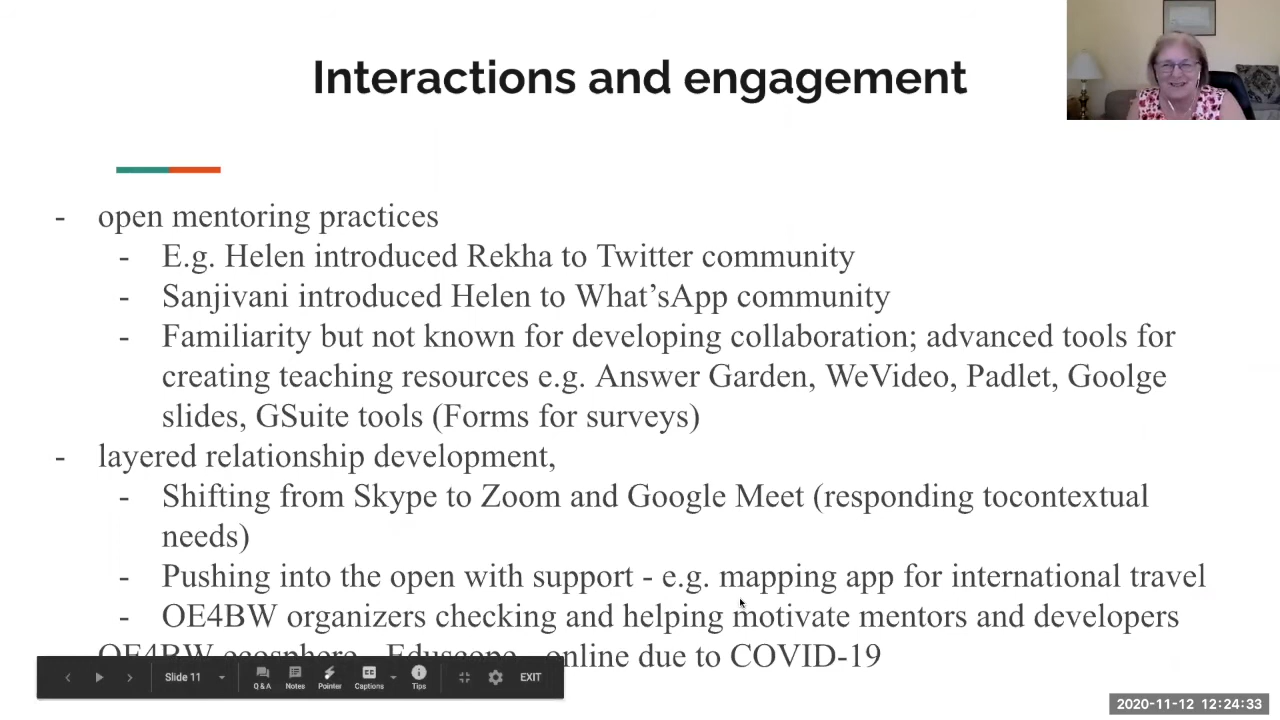 Interactions and engagement
- open mentoring practices
- E.g. Helen introduced Rekha to Twitter community
- Sanjivani introduced Helen to What’sApp community
- Familiarity but not known for developing collaboration; advanced tools for
creating teaching resources e.g. Answer Garden, WeVideo, Padlet, Goolge
slides, GSuite tools (Forms for surveys)
- layered relationship development,
- Shifting from Skype to Zoom and Google Meet (responding tocontextual
needs)
- Pushing into the open with support - e.g. mapping app for international travel
- OE4BW organizers checking and helping motivate mentors and developers
OE4BW ecosphere - Eduscope - online due to COVID-19
Slide 11
Q & A
Notes
Pointer
CC
Captions
Tips
EXIT
2020-11-12 12:24:33